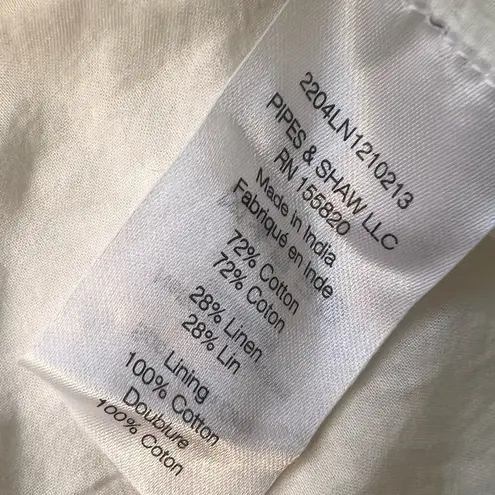 2204LN1210213
PIPES & SHAW LLC
RN 155820
Made in India
Fabriqué en Inde
72% Cotton
72% Coton
28% Linen
28% Lin
Lining
100% Cotton
Doublure
100% Coton